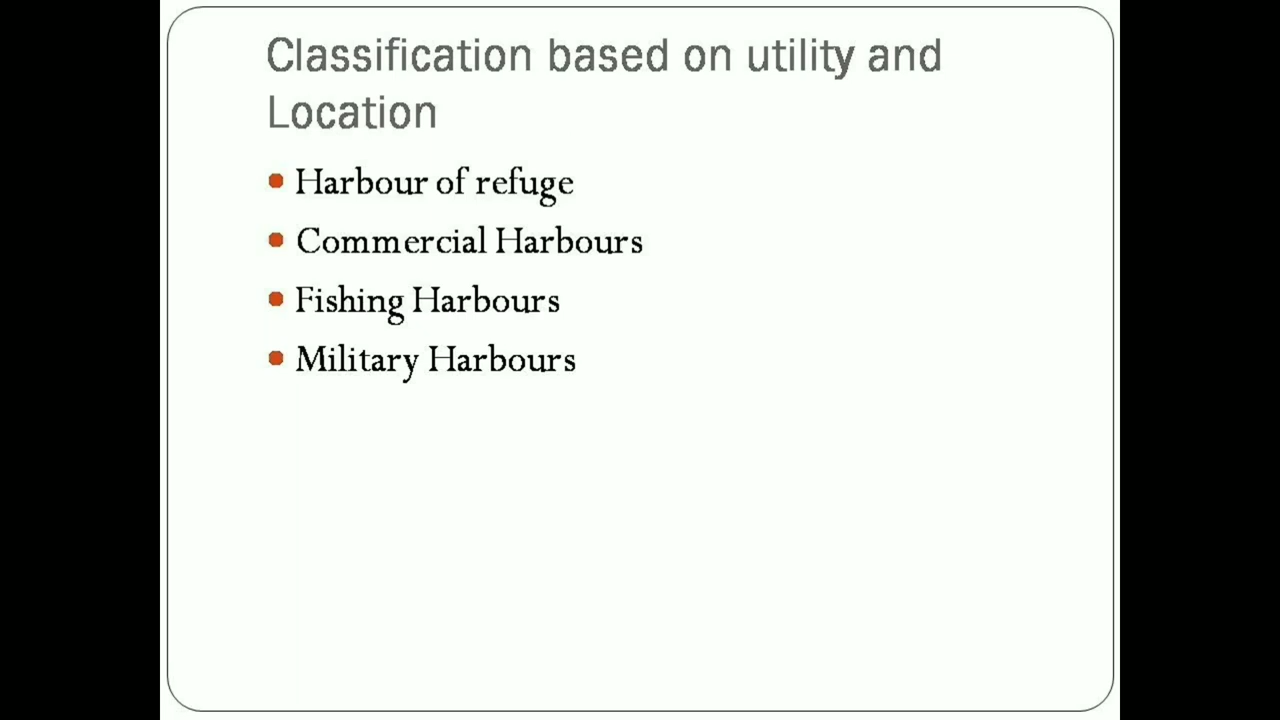 Classification based on utility and
Location
Harbour of refuge
Commercial Harbours
Fishing Harbours
Military Harbours